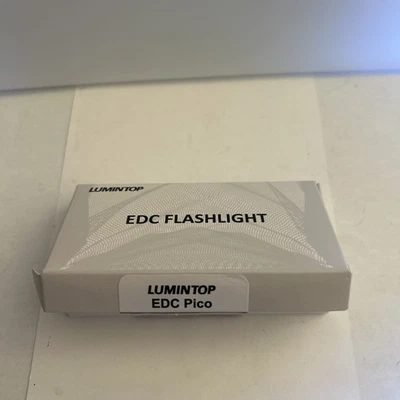 LUMINTOP
EDC FLASHLIGHT
LUMINTOP
EDC Pico